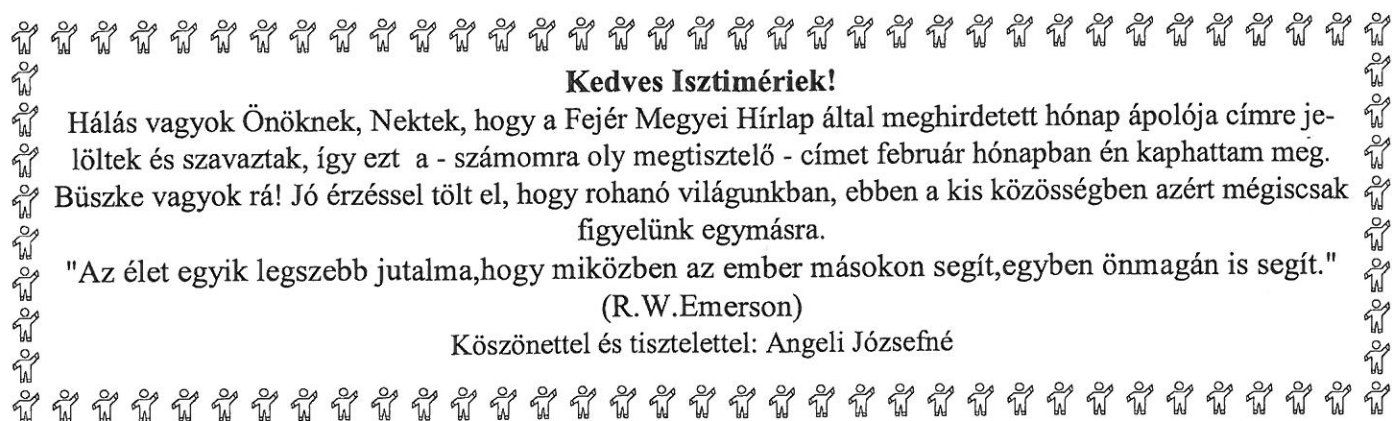 Kedves Isztimériek!
Hálás vagyok Önöknek, Nektek, hogy a Fejér Megyei Hírlap által meghirdetett hónap ápolója címre je-
löltek és szavaztak, így ezt a - számomra oly megtisztelő - címet február hónapban én kaphattam meg.
Büszke vagyok rá! Jó érzéssel tölt el, hogy rohanó világunkban, ebben a kis közösségben azért mégiscsak
figyelünk egymásra.
"Az élet egyik legszebb jutalma,hogy miközben az ember másokon segít,egyben önmagán is segít."
(R.W.Emerson)
Köszönettel és tisztelettel: Angeli Józsefné